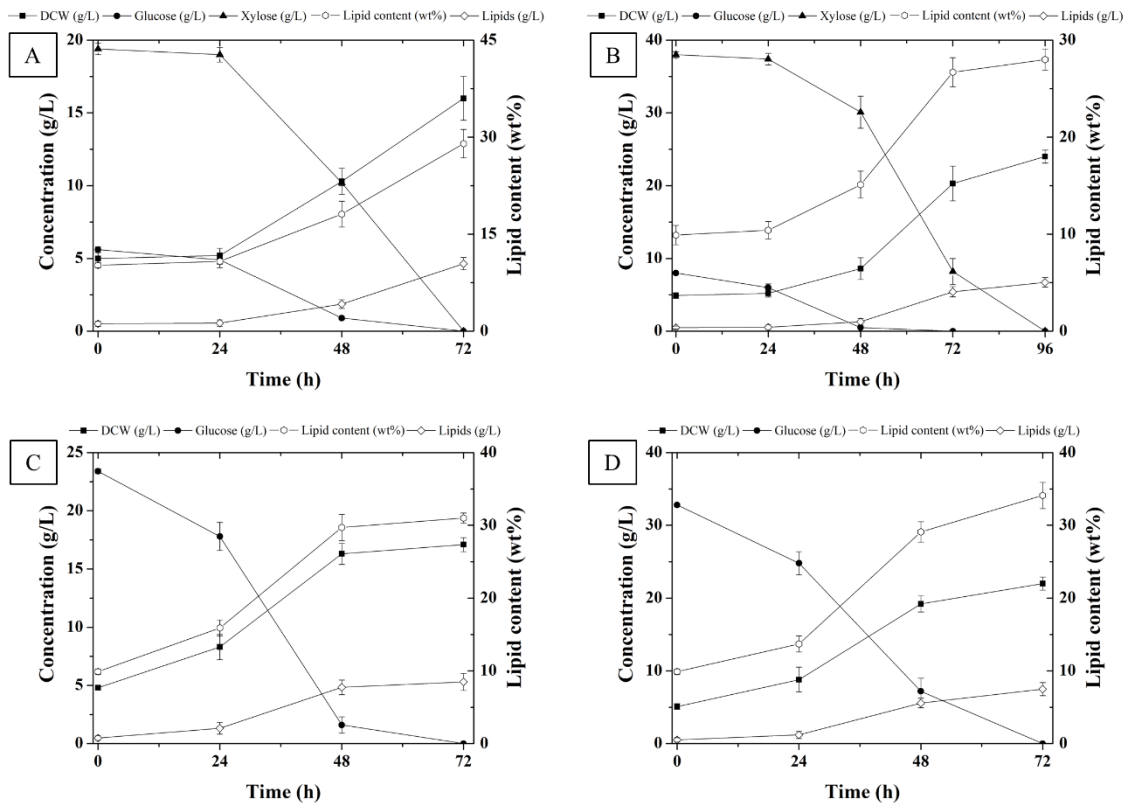 DCW (g/L) Glucose (g/L) Xylose (g/L) Lipid content (wt%) Lipids (g/L)
A
20
15
10
5
0
Concentration (g/L)
45
30
15
0
Lipid content (wt%)
0 24 48 72
Time (h)
DCW (g/L) Glucose (g/L) Xylose (g/L) Lipid content (wt%) Lipids (g/L)
B
40
30
20
10
0
Concentration (g/L)
30
20
10
0
Lipid content (wt%)
0 24 48 72 96
Time (h)
DCW (g/L) Glucose (g/L) Lipid content (wt%) Lipids (g/L)
C
25
20
15
10
5
0
Concentration (g/L)
40
30
20
10
0
Lipid content (wt%)
0 24 48 72
Time (h)
DCW (g/L) Glucose (g/L) Lipid content (wt%) Lipids (g/L)
D
40
30
20
10
0
Concentration (g/L)
40
30
20
10
0
Lipid content (wt%)
0 24 48 72
Time (h)